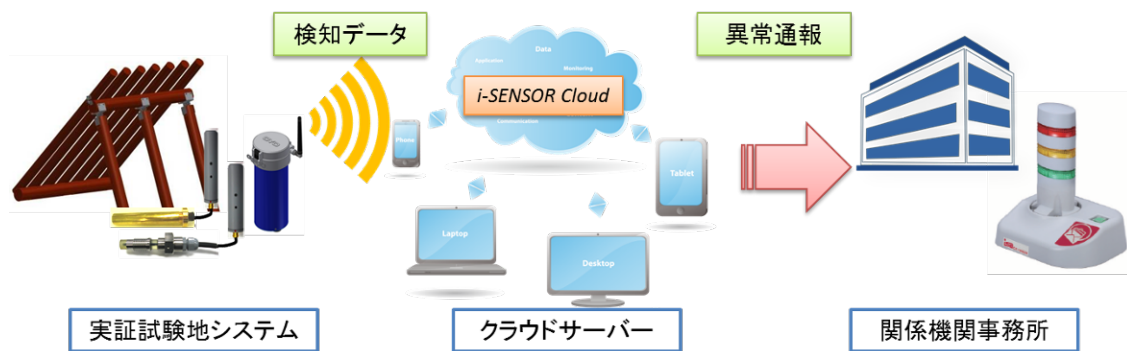 検知データ
異常通報
Data
Application
Monitoring
i-SENSOR Cloud
Communication
Phone
Tablet
Laptop
Desktop
実証試験地システム
クラウドサーバー
関係機関事務所